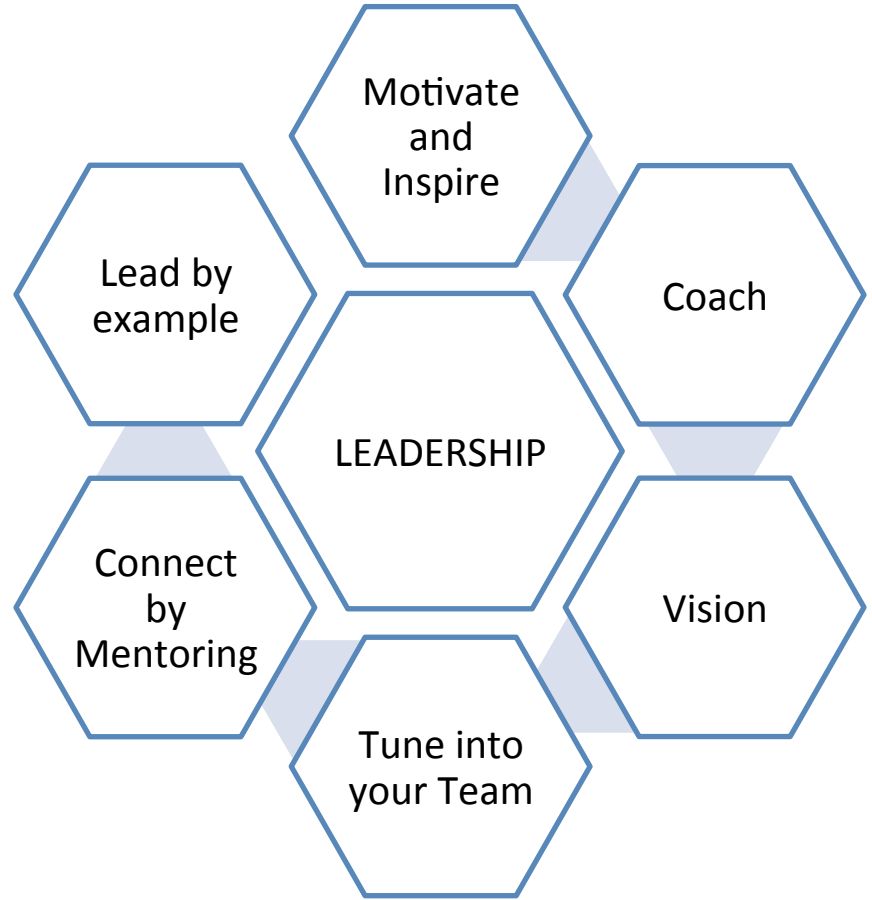 Motivate
and
Inspire
Coach
Vision
Tune into
your Team
Connect
by
Mentoring
Lead by
example
LEADERSHIP